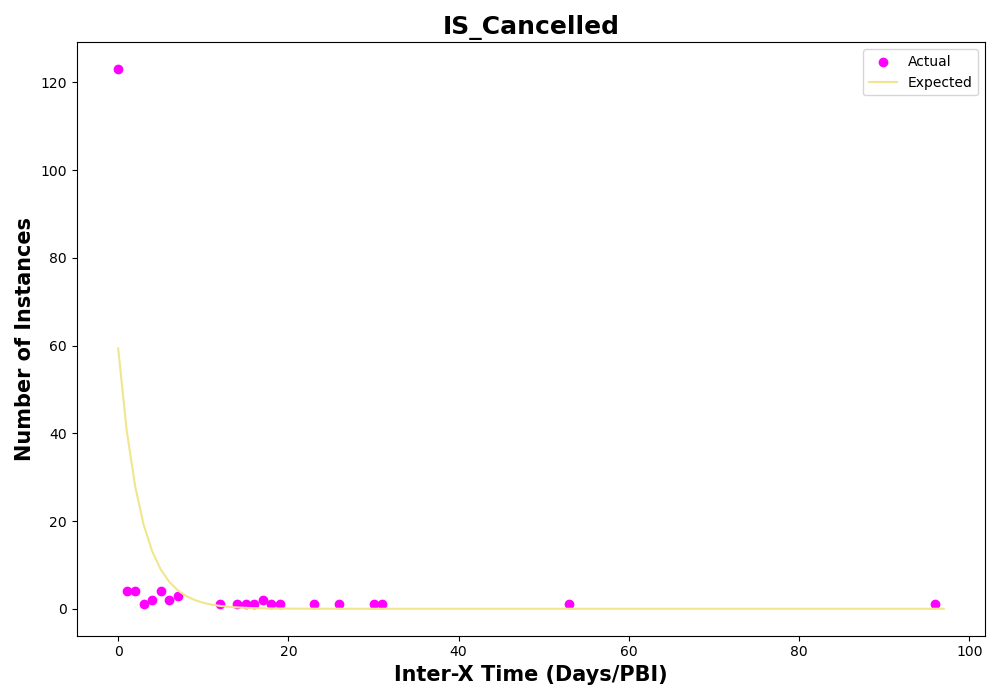 IS_Cancelled
Actual
Expected
120
100
80
60
40
20
0
Number of Instances
0 20 40 60 80 100
Inter-X Time (Days/PBI)